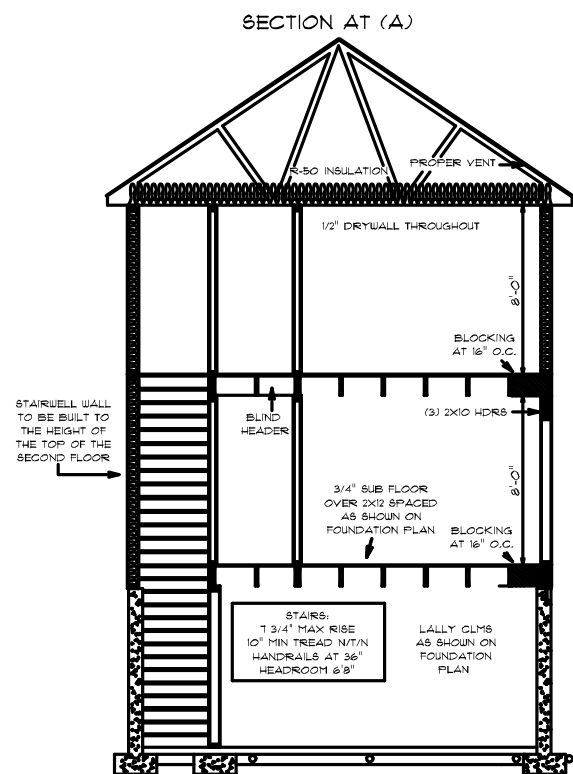 SECTION AT (A)
R-50 INSULATION
PROPER VENT
1/2" DRYWALL THROUGHOUT
8'-0"
BLOCKING
AT 16" O.C.
STAIRWELL WALL
TO BE BUILT TO
THE HEIGHT OF
THE TOP OF THE
SECOND FLOOR
BLIND
HEADER
(3) 2X10 HDRS
8'-0"
3/4" SUB FLOOR
OVER 2X12 SPACED
AS SHOWN ON
FOUNDATION PLAN
BLOCKING
AT 16" O.C.
STAIRS:
7 3/4" MAX RISE
10" MIN TREAD N/T/N
HANDRAILS AT 36"
HEADROOM 6'8"
LALLY CLMS
AS SHOWN ON
FOUNDATION
PLAN